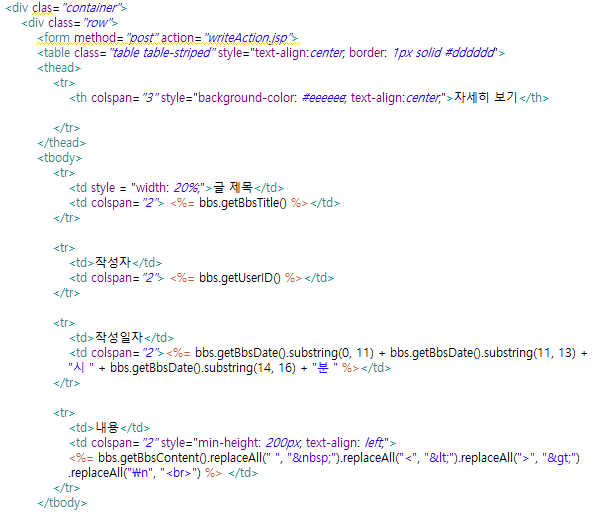 <div clas="container">
<div class="row">
<form method="post" action="writeAction.jsp">
<table class="table table-striped" style="text-align:center; border: 1px solid #dddddd">
<thead>
<tr>
<th colspan="3" style="background-color: #eeeeee; text-align:center;">자세히 보기</th>
</tr>
</thead>
<tbody>
<tr>
<td style = "width: 20%;">글 제목</td>
<td colspan="2"> <%= bbs.getBbsTitle() %></td>
</tr>
<tr>
<td>작성자</td>
<td colspan="2"> <%= bbs.getUserID() %></td>
</tr>
<tr>
<td>작성일자</td>
<td colspan="2"><%= bbs.getBbsDate().substring(0, 11) + bbs.getBbsDate().substring(11, 13) +
"시 " + bbs.getBbsDate().substring(14, 16) + "분 " %></td>
</tr>
<tr>
<td>내용</td>
<td colspan="2" style="min-height: 200px; text-align: left;">
<%= bbs.getBbsContent().replaceAll(" ", "&nbsp;").replaceAll("<", "&lt;").replaceAll(">", "&gt;")
.replaceAll("₩n", "<br>") %> </td>
</tr>
</tbody>